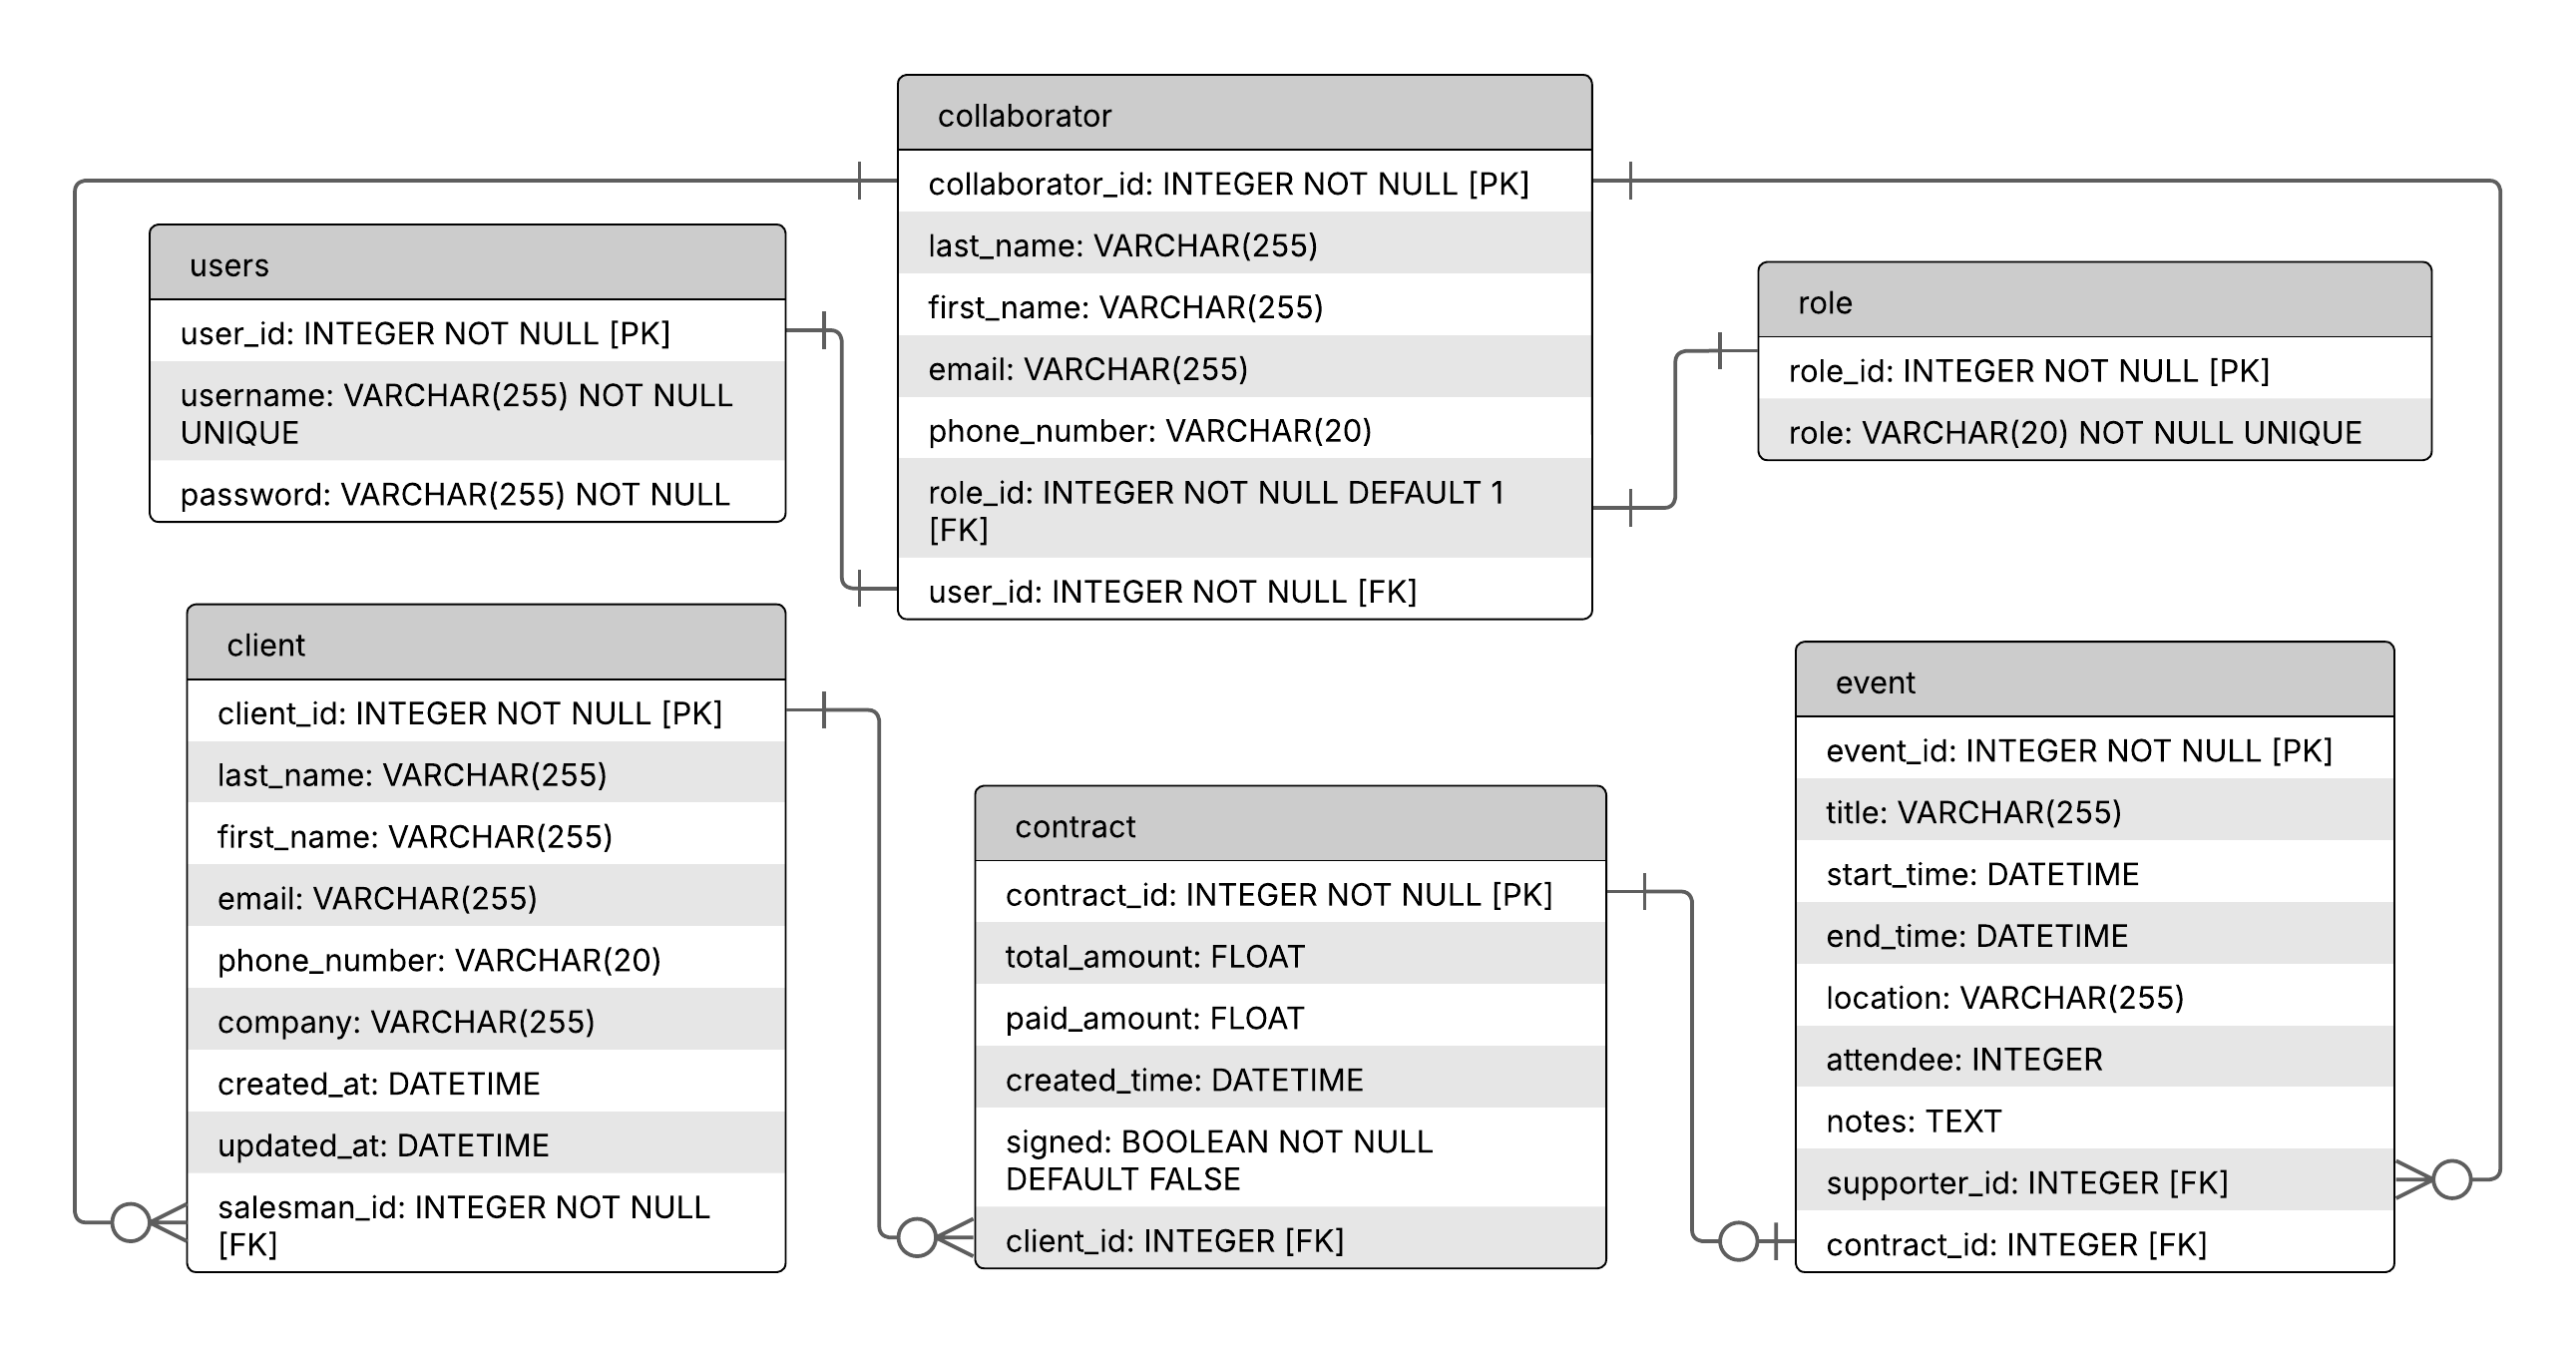 collaborator
collaborator_id: INTEGER NOT NULL [PK]
last_name: VARCHAR(255)
first_name: VARCHAR(255)
email: VARCHAR(255)
phone_number: VARCHAR(20)
role_id: INTEGER NOT NULL DEFAULT 1
[FK]
user_id: INTEGER NOT NULL [FK]
users
user_id: INTEGER NOT NULL [PK]
username: VARCHAR(255) NOT NULL
UNIQUE
password: VARCHAR(255) NOT NULL
role
role_id: INTEGER NOT NULL [PK]
role: VARCHAR(20) NOT NULL UNIQUE
client
client_id: INTEGER NOT NULL [PK]
last_name: VARCHAR(255)
first_name: VARCHAR(255)
email: VARCHAR(255)
phone_number: VARCHAR(20)
company: VARCHAR(255)
created_at: DATETIME
updated_at: DATETIME
salesman_id: INTEGER NOT NULL
[FK]
contract
contract_id: INTEGER NOT NULL [PK]
total_amount: FLOAT
paid_amount: FLOAT
created_time: DATETIME
signed: BOOLEAN NOT NULL
DEFAULT FALSE
client_id: INTEGER [FK]
event
event_id: INTEGER NOT NULL [PK]
title: VARCHAR(255)
start_time: DATETIME
end_time: DATETIME
location: VARCHAR(255)
attendee: INTEGER
notes: TEXT
supporter_id: INTEGER [FK]
contract_id: INTEGER [FK]